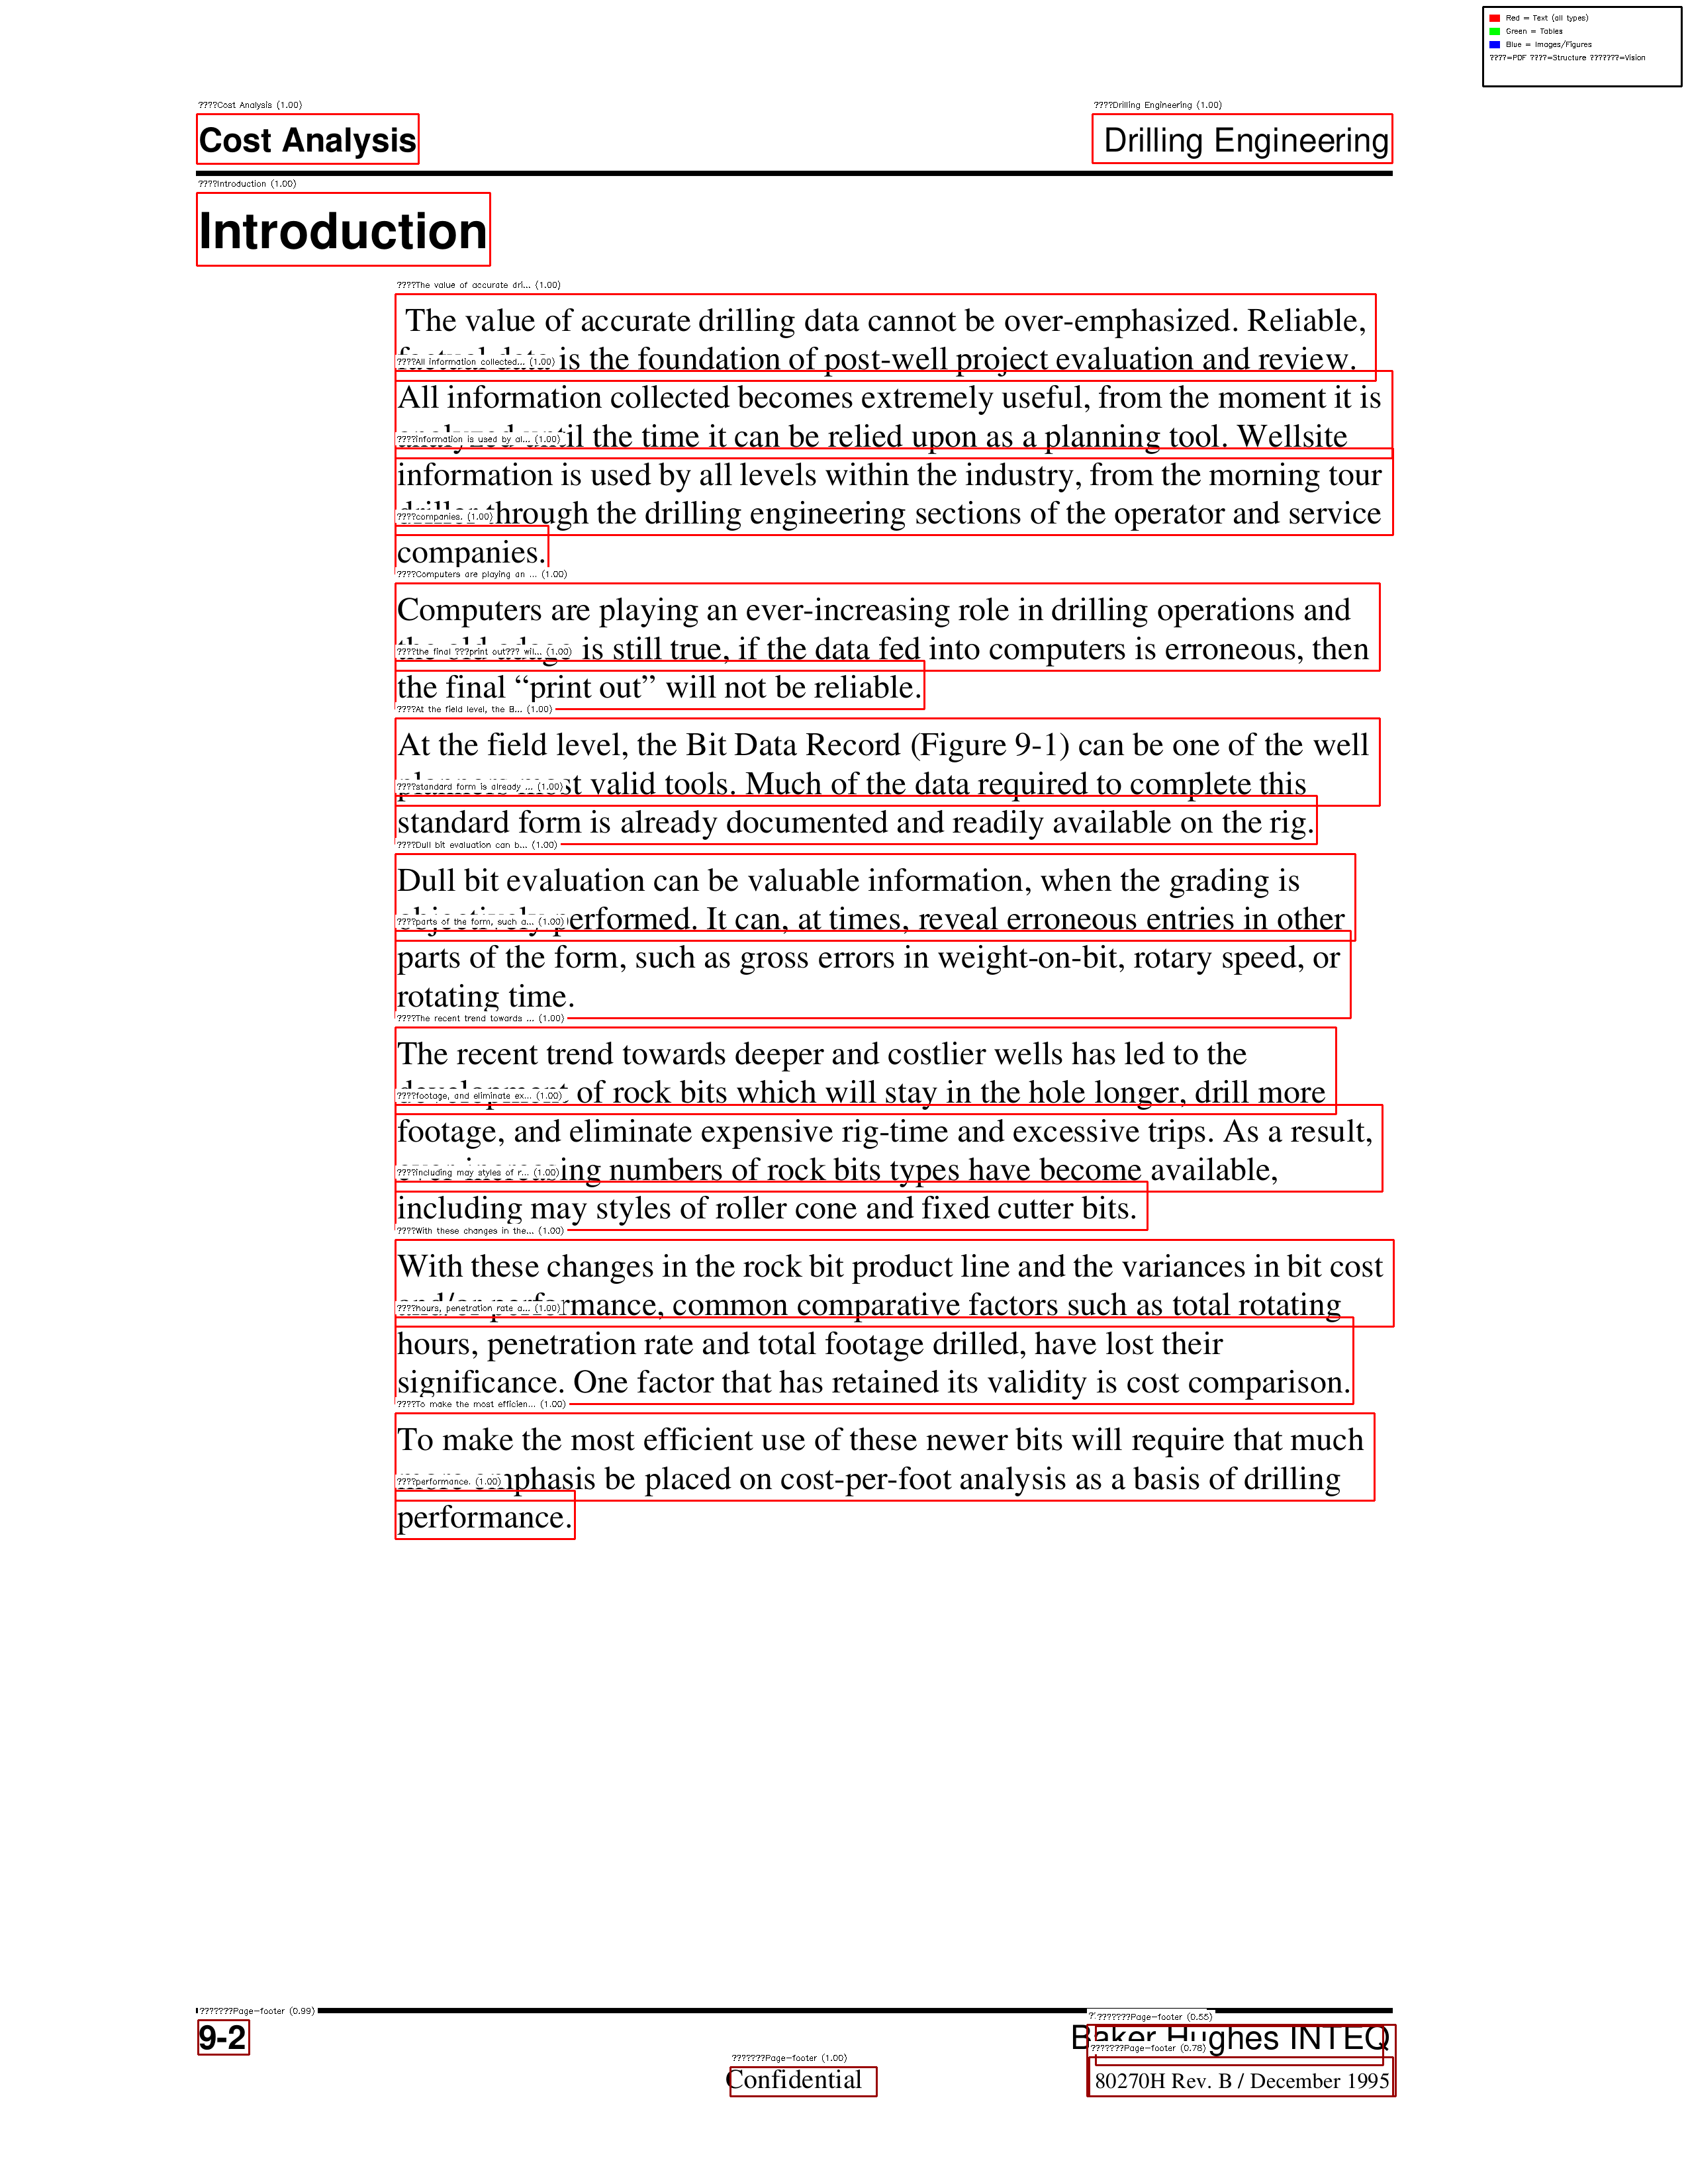 Red = Text (all types)
Green = Tables
Blue = Images/Figures
????=PDF ????=Structure ???????=Vision
????Cost Analysis (1.00)
????Drilling Engineering (1.00)
Cost Analysis
Drilling Engineering
????Introduction (1.00)
Introduction
????The value of accurate dri... (1.00)
The value of accurate drilling data cannot be over-emphasized. Reliable,
????All information collected... (1.00)
is the foundation of post-well project evaluation and review.
All information collected becomes extremely useful, from the moment it is
????information is used by al... (1.00)
the time it can be relied upon as a planning tool. Wellsite
information is used by all levels within the industry, from the morning tour
????companies. (1.00)
through the drilling engineering sections of the operator and service
companies.
????Computers are playing an ... (1.00)
Computers are playing an ever-increasing role in drilling operations and
????the final ???print out??? wil... (1.00)
is still true, if the data fed into computers is erroneous, then
the final “print out” will not be reliable.
????At the field level, the B... (1.00)
At the field level, the Bit Data Record (Figure 9-1) can be one of the well
????standard form is already ... (1.00)
valid tools. Much of the data required to complete this
standard form is already documented and readily available on the rig.
????Dull bit evaluation can b... (1.00)
Dull bit evaluation can be valuable information, when the grading is
????parts of the form, such a... (1.00)
performed. It can, at times, reveal erroneous entries in other
parts of the form, such as gross errors in weight-on-bit, rotary speed, or
rotating time.
????The recent trend towards ... (1.00)
The recent trend towards deeper and costlier wells has led to the
????footage, and eliminate ex... (1.00)
of rock bits which will stay in the hole longer, drill more
footage, and eliminate expensive rig-time and excessive trips. As a result,
????including may styles of r... (1.00)
numbers of rock bits types have become available,
including may styles of roller cone and fixed cutter bits.
????With these changes in the... (1.00)
With these changes in the rock bit product line and the variances in bit cost
????hours, penetration rate a... (1.00)
common comparative factors such as total rotating
hours, penetration rate and total footage drilled, have lost their
significance. One factor that has retained its validity is cost comparison.
????To make the most efficien... (1.00)
To make the most efficient use of these newer bits will require that much
????performance. (1.00)
emphasis be placed on cost-per-foot analysis as a basis of drilling
performance.
???????Page-footer (0.99)
???????Page-footer (0.55)
9-2
Baker Hughes INTEQ
???????Page-footer (0.78)
???????Page-footer (1.00)
Confidential
80270H Rev. B / December 1995